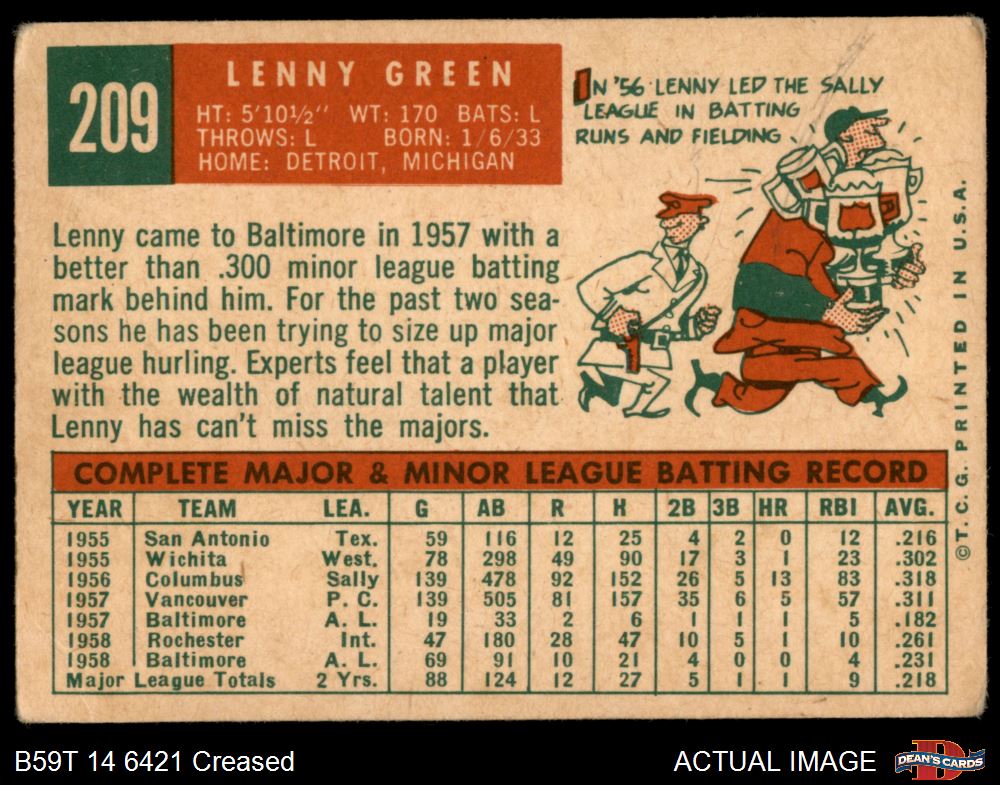 209
LENNY GREEN
HT: 5'10½" WT: 170 BATS: L
THROWS: L BORN: 1/6/33
HOME: DETROIT, MICHIGAN
IN '56 LENNY LED THE SALLY
LEAGUE IN BATTING
RUNS AND FIELDING
Lenny came to Baltimore in 1957 with a
better than .300 minor league batting
mark behind him. For the past two sea-
sons he has been trying to size up major
league hurling. Experts feel that a player
with the wealth of natural talent that
Lenny has can't miss the majors.
COMPLETE MAJOR & MINOR LEAGUE BATTING RECORD
YEAR TEAM LEA. G AB R H 2B 3B HR RBI AVG.
1955 San Antonio Tex. 59 116 12 25 4 2 0 12 .216
1955 Wichita West. 78 298 49 90 17 3 1 23 .302
1956 Columbus Sally 139 478 92 152 26 5 13 83 .318
1957 Vancouver P. C. 139 505 81 157 35 6 5 57 .311
1957 Baltimore A. L. 19 33 2 6 1 1 1 5 .182
1958 Rochester Int. 47 180 28 47 10 5 1 10 .261
1958 Baltimore A. L. 69 91 10 21 4 0 0 4 .231
Major League Totals 2 Yrs. 88 124 12 27 5 1 1 9 .218
©T.C.G. PRINTED IN U.S.A.
B59T 14 6421 Creased
ACTUAL IMAGE
D
DEAN'S CARDS